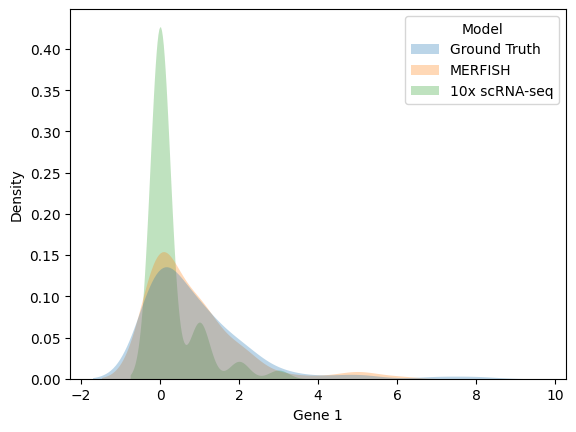 Model
Ground Truth
MERFISH
10x scRNA-seq
0.40
0.35
0.30
0.25
0.20
0.15
0.10
0.05
0.00
Density
−2
0
2
4
6
8
10
Gene 1